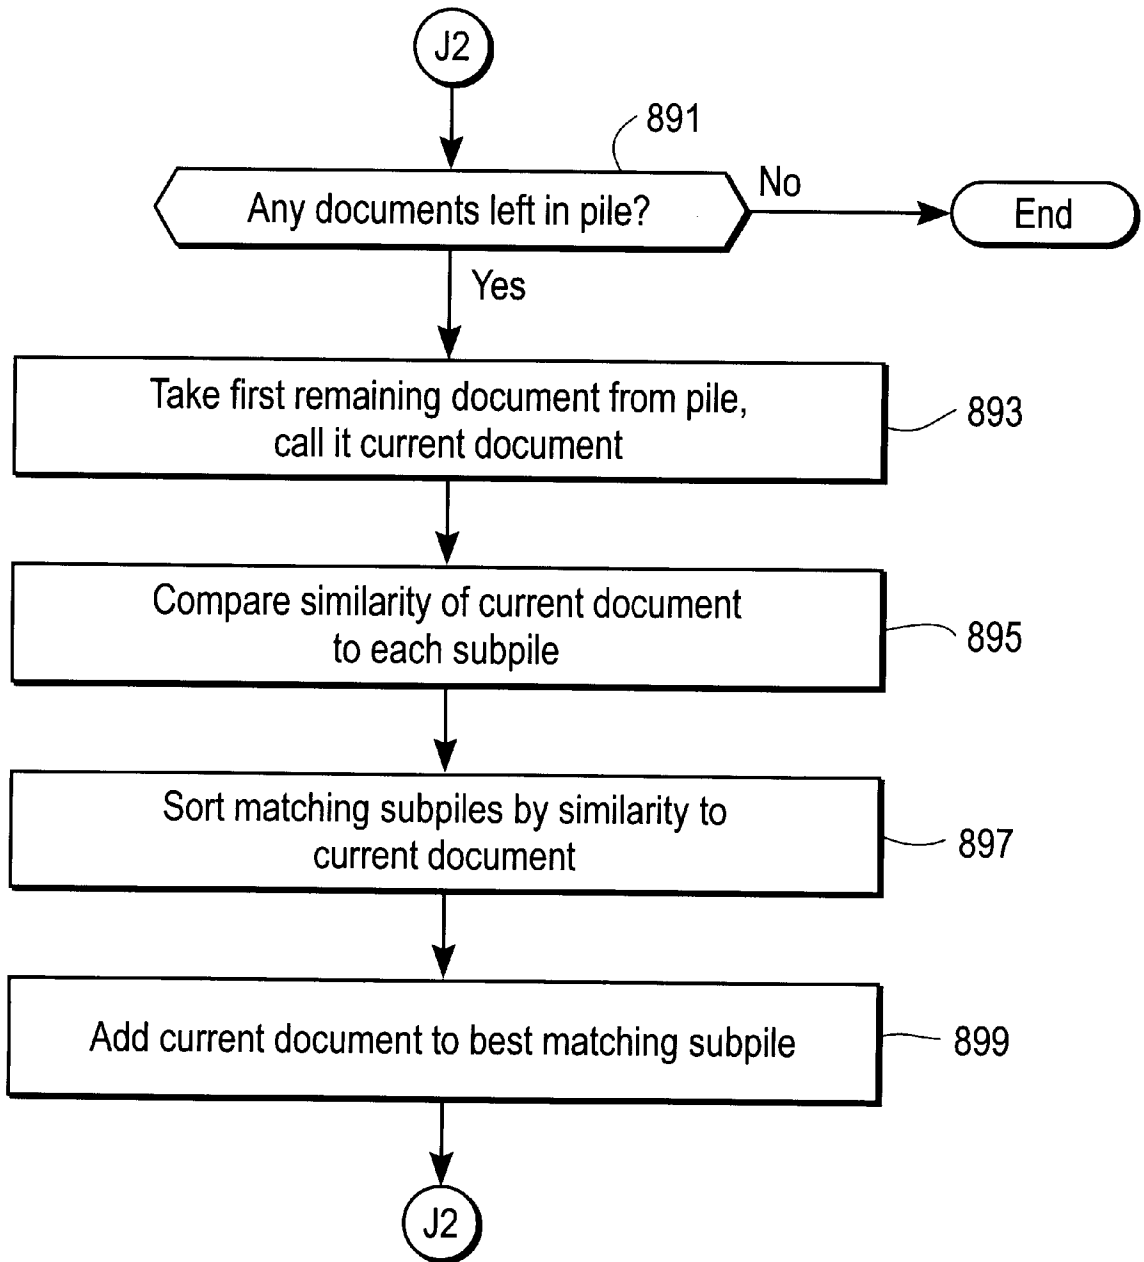 J2
891
Any documents left in pile?
No
End
Yes
Take first remaining document from pile,
call it current document
893
Compare similarity of current document
to each subpile
895
Sort matching subpiles by similarity to
current document
897
Add current document to best matching subpile
899
J2